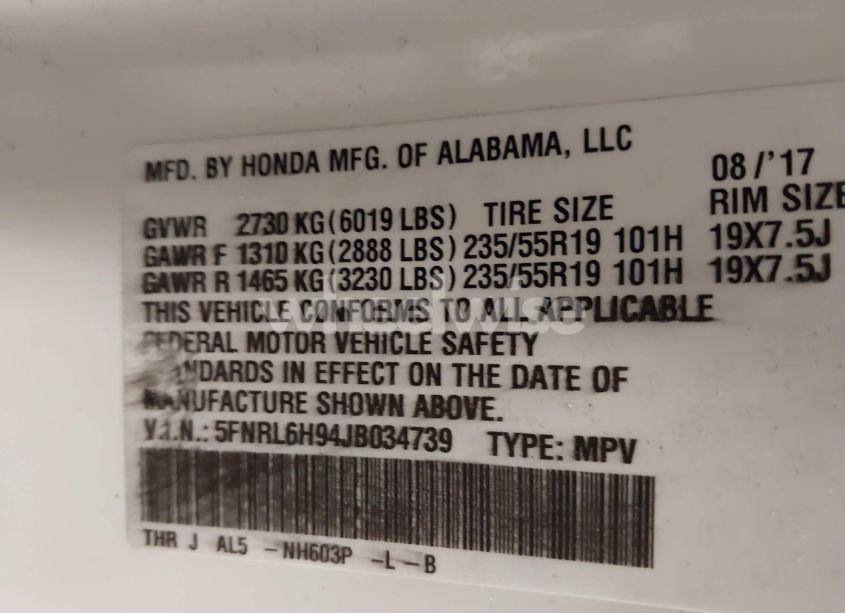 MFD. BY HONDA MFG. OF ALABAMA, LLC 08/'17
GVWR 2730 KG (6019 LBS) TIRE SIZE RIM SIZE
GAWR F 1310 KG (2888 LBS) 235/55R19 101H 19X7.5J
GAWR R 1465 KG (3230 LBS) 235/55R19 101H 19X7.5J
THIS VEHICLE CONFORMS TO ALL APPLICABLE
FEDERAL MOTOR VEHICLE SAFETY
STANDARDS IN EFFECT ON THE DATE OF
MANUFACTURE SHOWN ABOVE.
V.I.N.: 5FNRL6H94JB034739 TYPE: MPV
THR J AL5 -NH603P -L-B
wheelwise